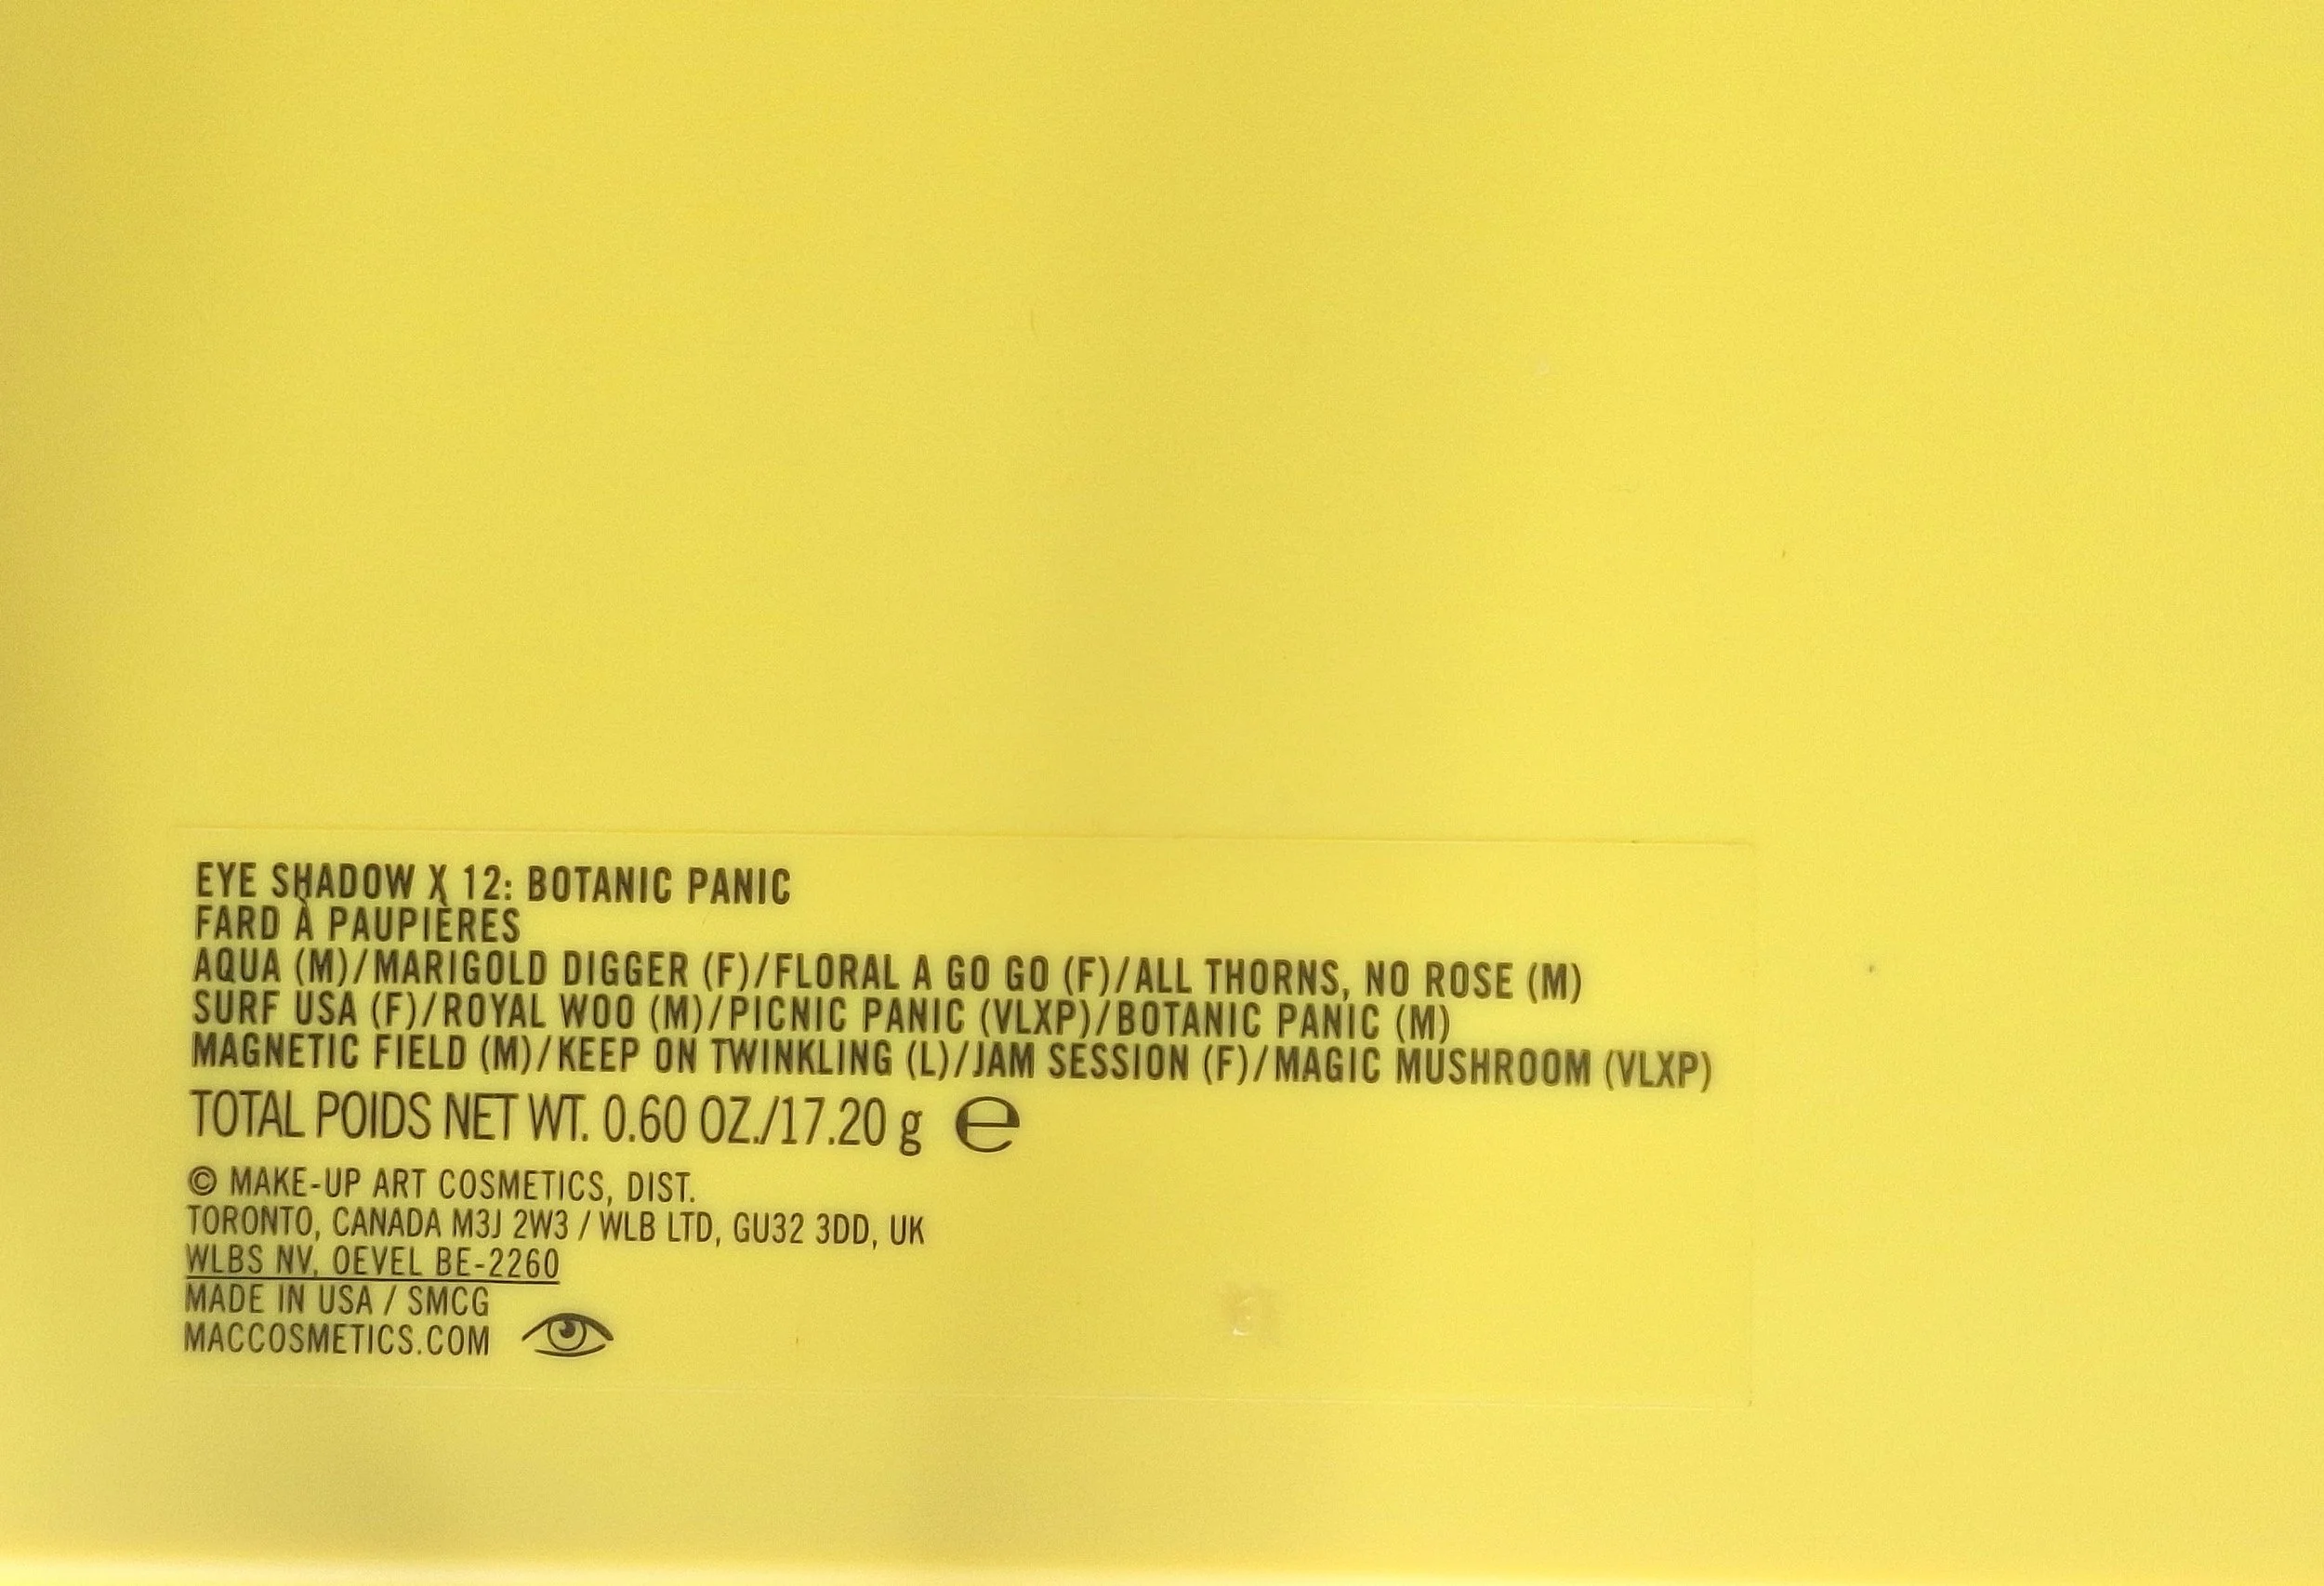 EYE SHADOW X 12: BOTANIC PANIC
FARD À PAUPIÈRES
AQUA (M)/MARIGOLD DIGGER (F)/FLORAL A GO GO (F)/ALL THORNS, NO ROSE (M)
SURF USA (F)/ROYAL WOO (M)/PICNIC PANIC (VLXP)/BOTANIC PANIC (M)
MAGNETIC FIELD (M)/KEEP ON TWINKLING (L)/JAM SESSION (F)/MAGIC MUSHROOM (VLXP)
TOTAL POIDS NET WT. 0.60 OZ./17.20 g ℮
© MAKE-UP ART COSMETICS, DIST.
TORONTO, CANADA M3J 2W3 / WLB LTD, GU32 3DD, UK
WLBS NV, OEVEL BE-2260
MADE IN USA / SMCG
MACCOSMETICS.COM